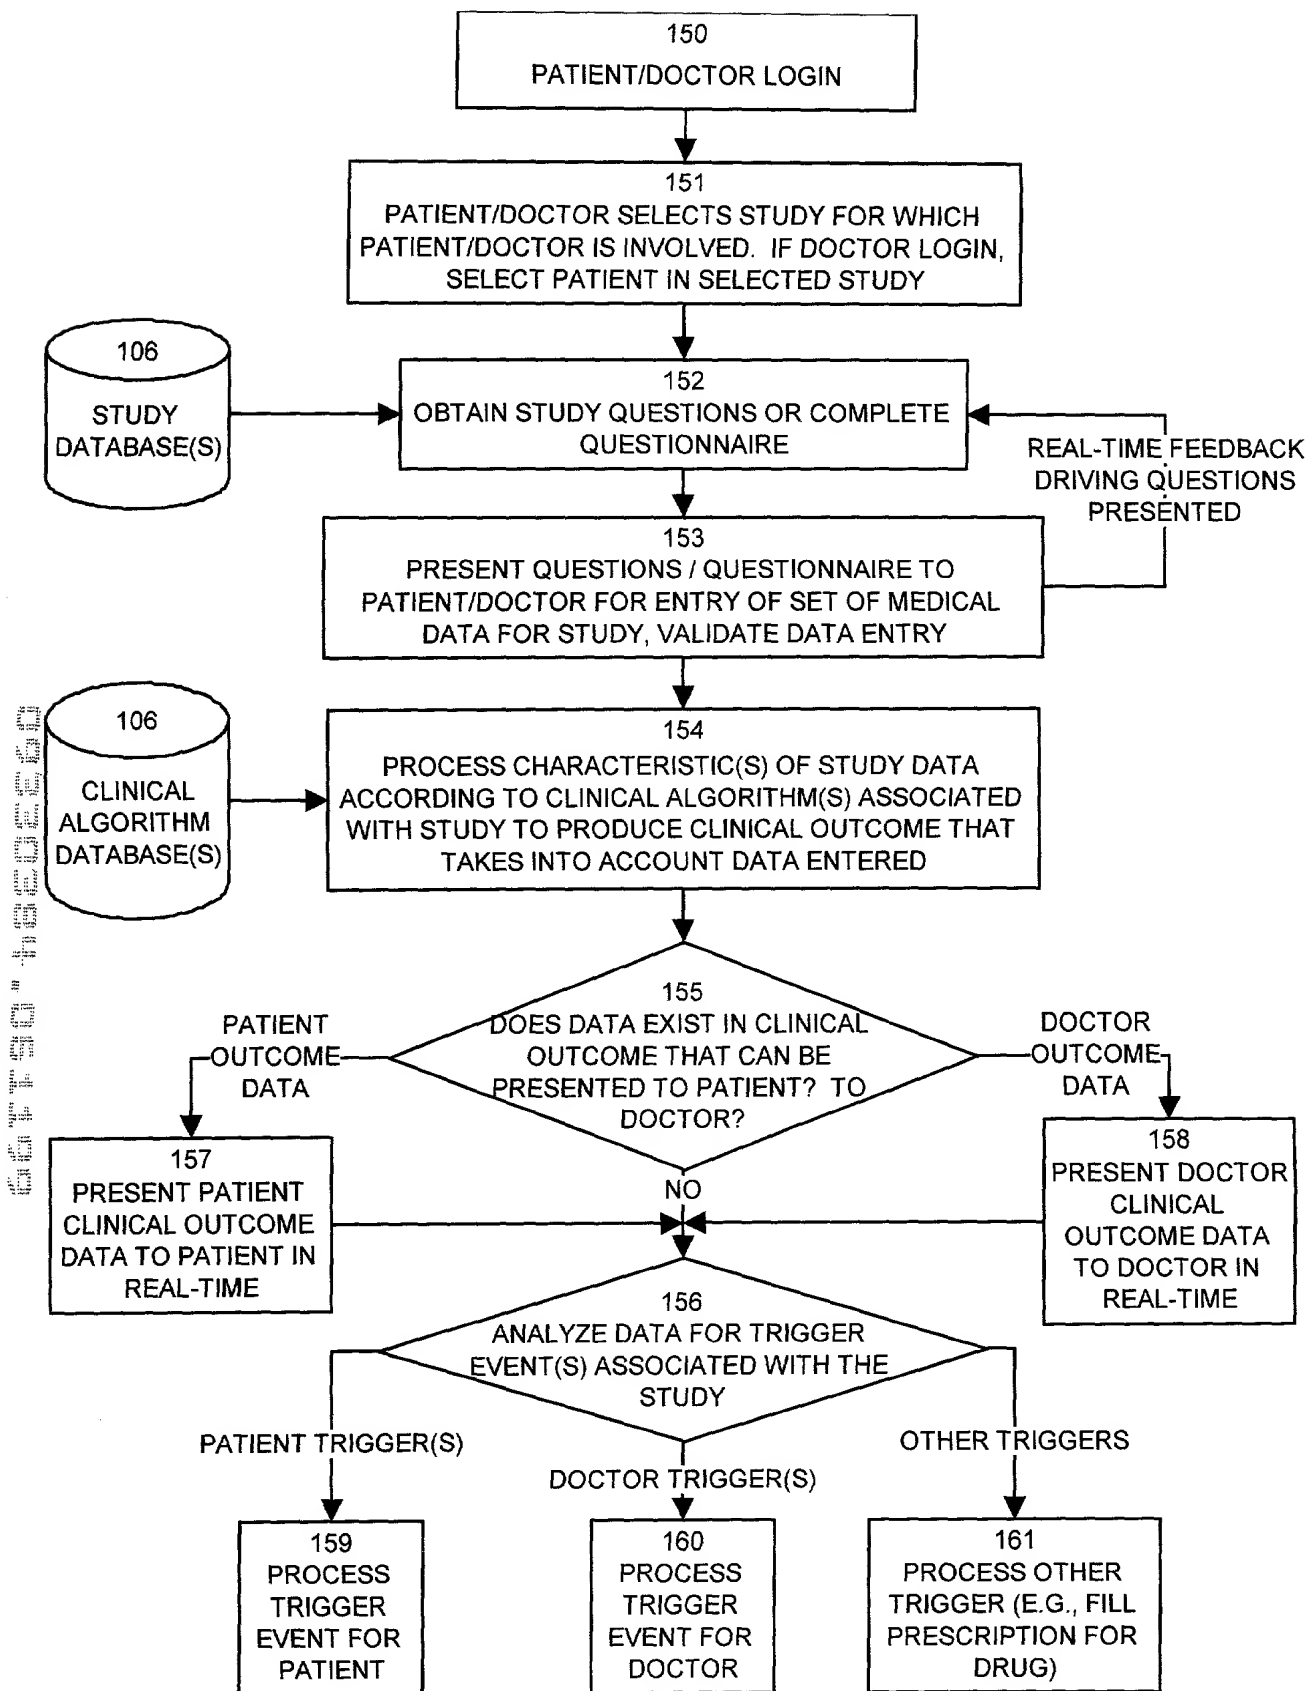 150
PATIENT/DOCTOR LOGIN
151
PATIENT/DOCTOR SELECTS STUDY FOR WHICH
PATIENT/DOCTOR IS INVOLVED. IF DOCTOR LOGIN,
SELECT PATIENT IN SELECTED STUDY
106
STUDY
DATABASE(S)
152
OBTAIN STUDY QUESTIONS OR COMPLETE
QUESTIONNAIRE
REAL-TIME FEEDBACK
DRIVING QUESTIONS
PRESENTED
153
PRESENT QUESTIONS / QUESTIONNAIRE TO
PATIENT/DOCTOR FOR ENTRY OF SET OF MEDICAL
DATA FOR STUDY, VALIDATE DATA ENTRY
106
CLINICAL
ALGORITHM
DATABASE(S)
154
PROCESS CHARACTERISTIC(S) OF STUDY DATA
ACCORDING TO CLINICAL ALGORITHM(S) ASSOCIATED
WITH STUDY TO PRODUCE CLINICAL OUTCOME THAT
TAKES INTO ACCOUNT DATA ENTERED
155
DOES DATA EXIST IN CLINICAL
OUTCOME THAT CAN BE
PRESENTED TO PATIENT? TO
DOCTOR?
PATIENT
OUTCOME
DATA
DOCTOR
OUTCOME
DATA
157
PRESENT PATIENT
CLINICAL OUTCOME
DATA TO PATIENT IN
REAL-TIME
NO
158
PRESENT DOCTOR
CLINICAL
OUTCOME DATA
TO DOCTOR IN
REAL-TIME
156
ANALYZE DATA FOR TRIGGER
EVENT(S) ASSOCIATED WITH THE
STUDY
PATIENT TRIGGER(S)
DOCTOR TRIGGER(S)
OTHER TRIGGERS
159
PROCESS
TRIGGER
EVENT FOR
PATIENT
160
PROCESS
TRIGGER
EVENT FOR
DOCTOR
161
PROCESS OTHER
TRIGGER (E.G., FILL
PRESCRIPTION FOR
DRUG)